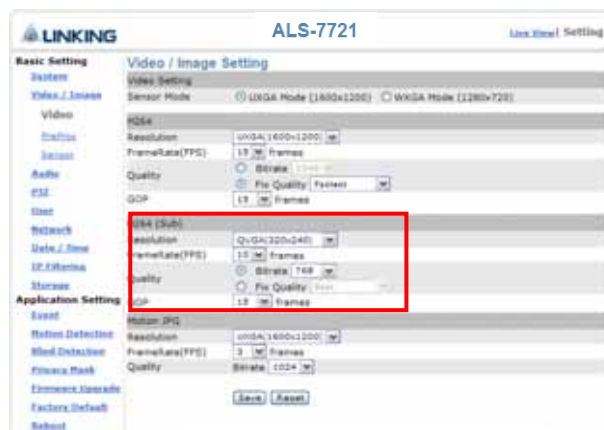 LINKING
ALS-7721
Live View| Setting
Basic Setting
System
Video / Image
Video
Privacy Mask
Audio
PTZ
User
Network
Date / Time
IP Filtering
Storage
Application Setting
Event
Motion Detection
Blind Detection
Privacy Mask
Firmware Upgrade
Factory Default
Reboot
Video / Image Setting
Video Setting
Sensor Mode UXGA Mode (1600x1200) WXGA Mode (1280x720)
H264
Resolution UXGA(1600x1200)
FrameRate(FPS) 15 frames
Quality Bitrate
Fix Quality Fastest
GOP 15 frames
H264 (Sub)
Resolution QVGA(320x240)
FrameRate(FPS) 15 frames
Quality Bitrate 768
Fix Quality
GOP 15 frames
Motion JPG
Resolution UXGA(1600x1200)
FrameRate(FPS) 3 frames
Quality Bitrate 1024
Save Reset